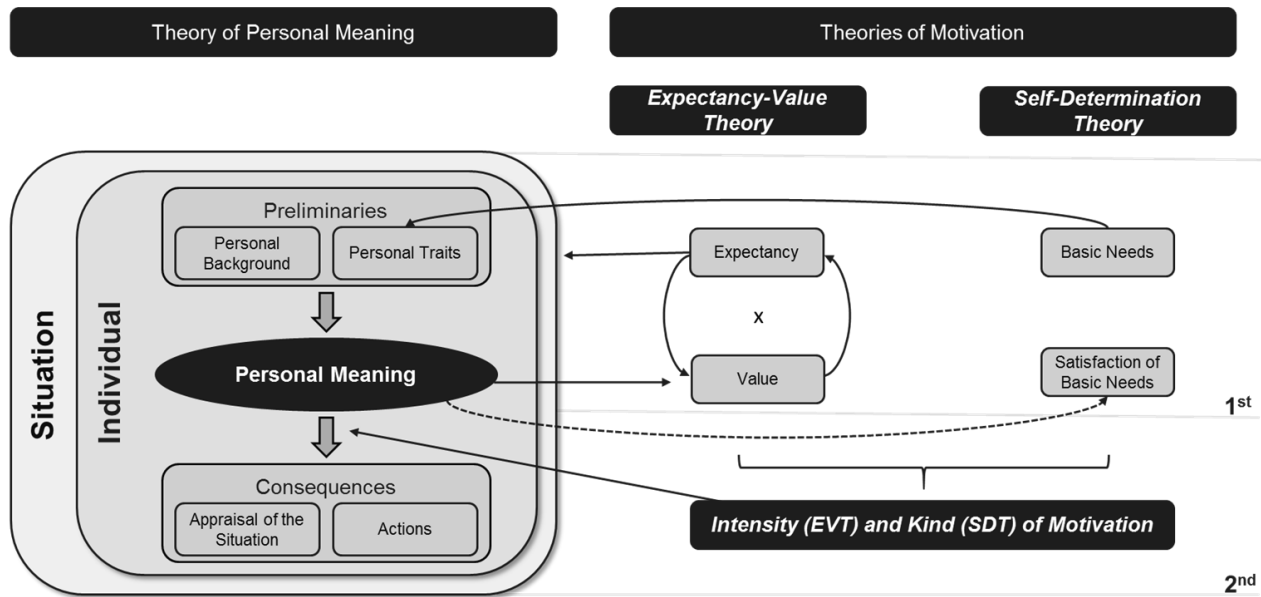 Theory of Personal Meaning
Theories of Motivation
Expectancy-Value
Theory
Self-Determination
Theory
Situation
Individual
Preliminaries
Personal
Background
Personal Traits
Expectancy
Basic Needs
x
Personal Meaning
Value
Satisfaction of
Basic Needs
1st
Consequences
Appraisal of the
Situation
Actions
Intensity (EVT) and Kind (SDT) of Motivation
2nd